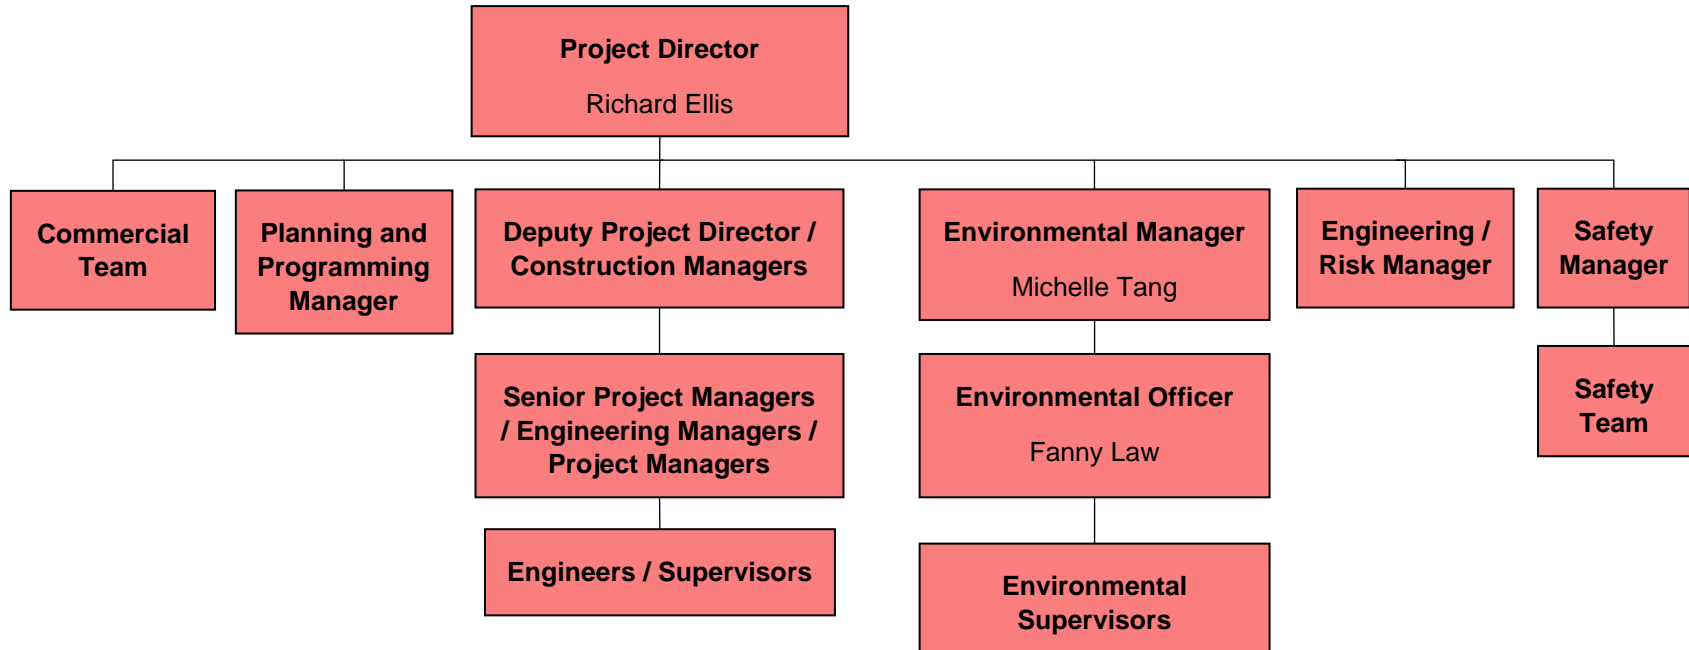 Project Director
Richard Ellis
Commercial
Team
Planning and
Programming
Manager
Deputy Project Director /
Construction Managers
Environmental Manager
Michelle Tang
Engineering /
Risk Manager
Safety
Manager
Senior Project Managers
/ Engineering Managers /
Project Managers
Environmental Officer
Fanny Law
Safety
Team
Engineers / Supervisors
Environmental
Supervisors